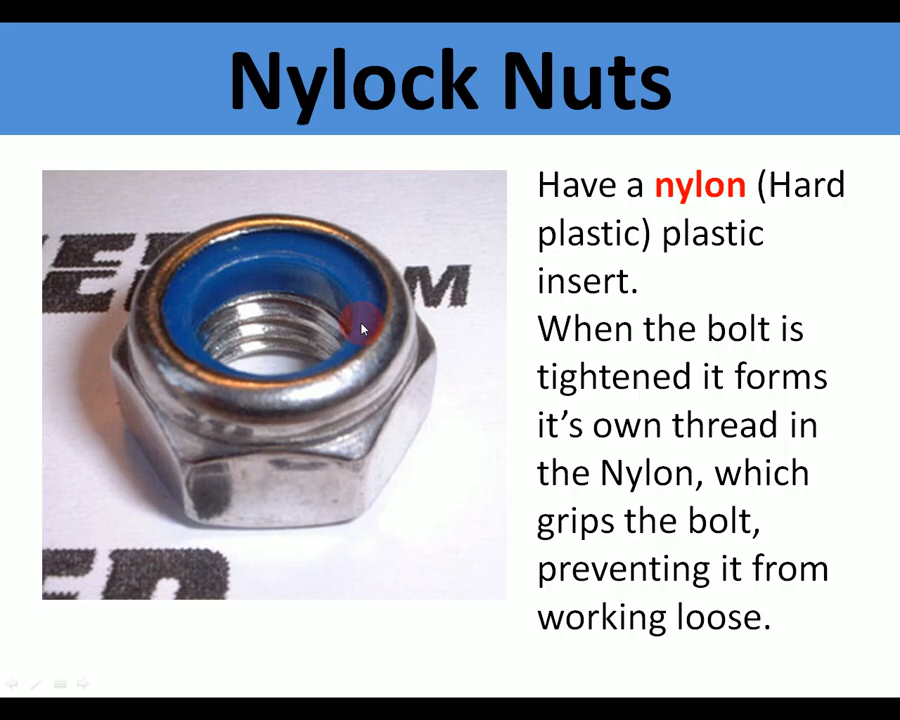 Nylock Nuts
Have a nylon (Hard
plastic) plastic
insert.
When the bolt is
tightened it forms
it’s own thread in
the Nylon, which
grips the bolt,
preventing it from
working loose.